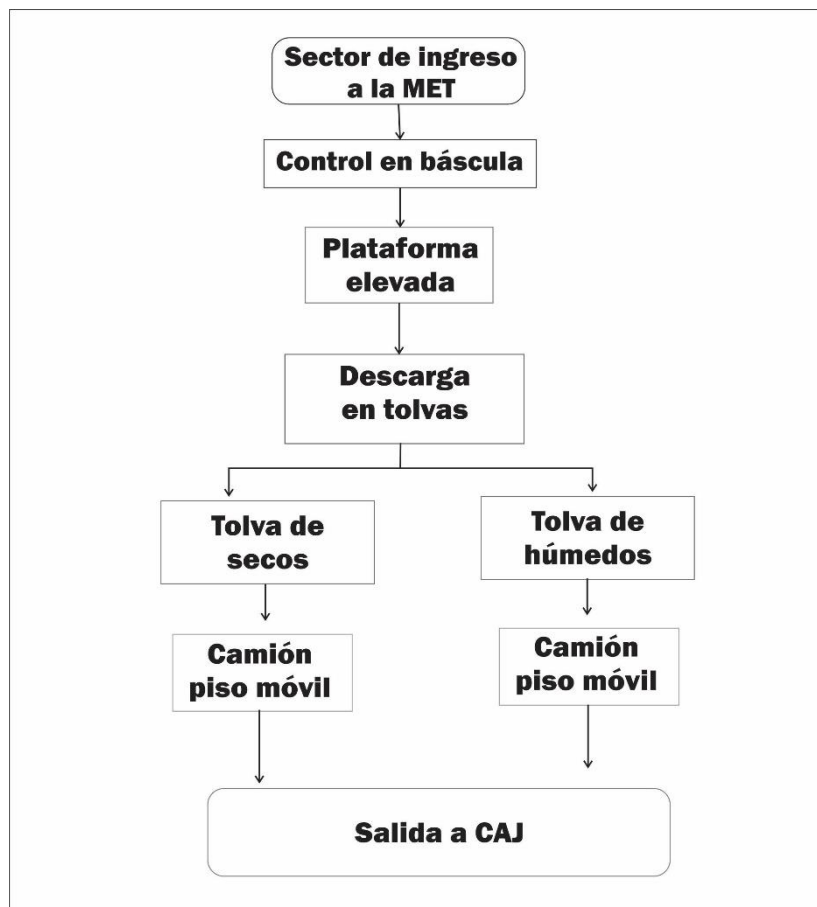 Sector de ingreso
a la MET
Control en báscula
Plataforma
elevada
Descarga
en tolvas
Tolva de
secos
Tolva de
húmedos
Camión
piso móvil
Camión
piso móvil
Salida a CAJ